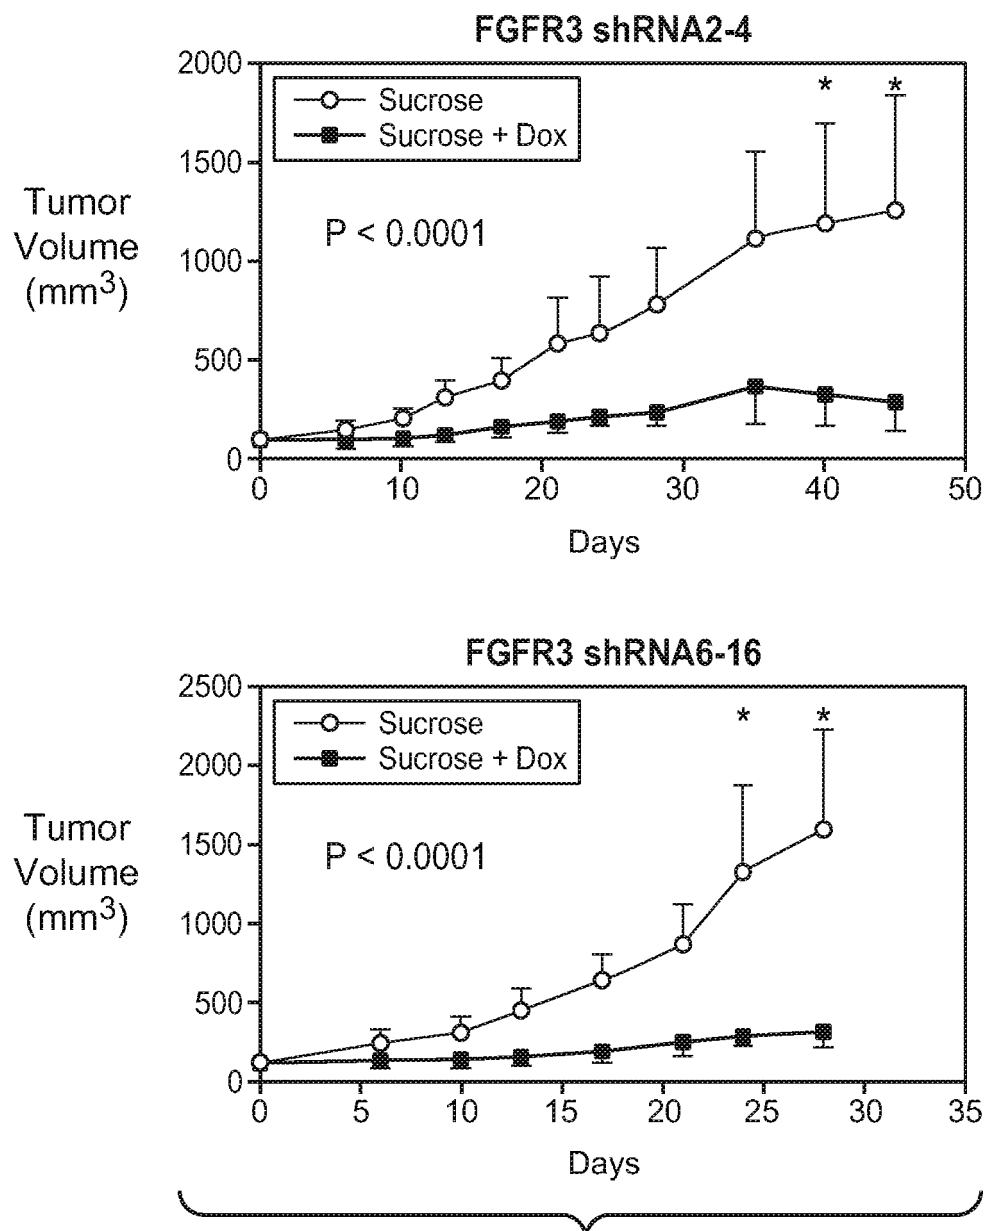 FGFR3 shRNA2-4
2000
1500
1000
500
0
Tumor
Volume
(mm³)
Sucrose
Sucrose + Dox
P < 0.0001
* *
0 10 20 30 40 50
Days
FGFR3 shRNA6-16
2500
2000
1500
1000
500
0
Tumor
Volume
(mm³)
Sucrose
Sucrose + Dox
P < 0.0001
* *
0 5 10 15 20 25 30 35
Days